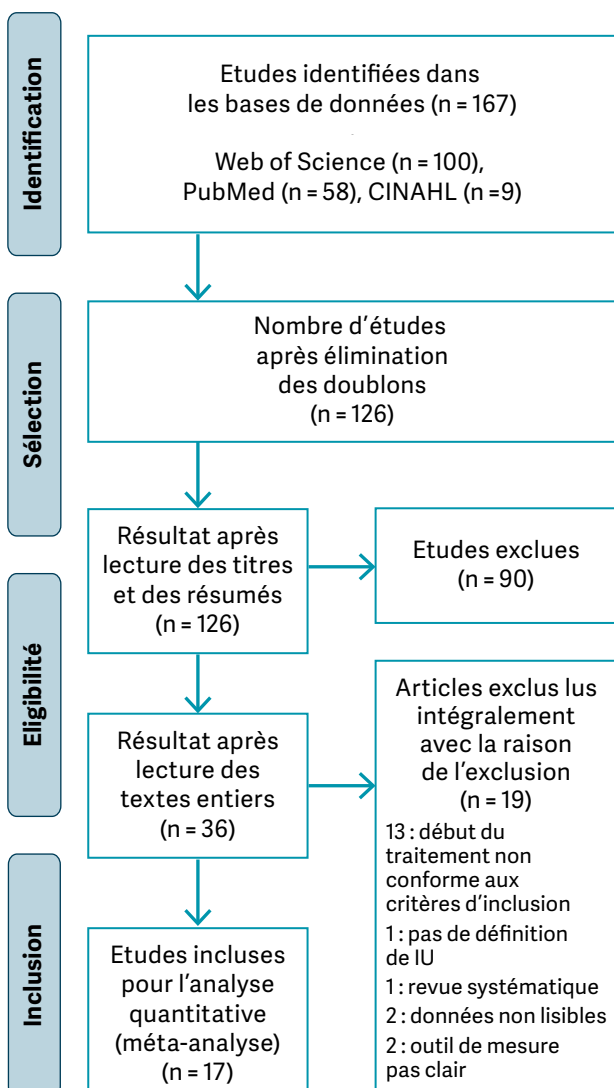 Identification
Etudes identifiées dans
les bases de données (n = 167)
Web of Science (n = 100),
PubMed (n = 58), CINAHL (n =9)
Sélection
Nombre d'études
après élimination
des doublons
(n = 126)
Résultat après
lecture des titres
et des résumés
(n = 126)
Etudes exclues
(n = 90)
Eligibilité
Résultat après
lecture des
textes entiers
(n = 36)
Articles exclus lus
intégralement
avec la raison
de l'exclusion
(n = 19)
13 : début du
traitement non
conforme aux
critères d'inclusion
1 : pas de définition
de IU
1 : revue systématique
2 : données non lisibles
2 : outil de mesure
pas clair
Inclusion
Etudes incluses
pour l'analyse
quantitative
(méta-analyse)
(n = 17)